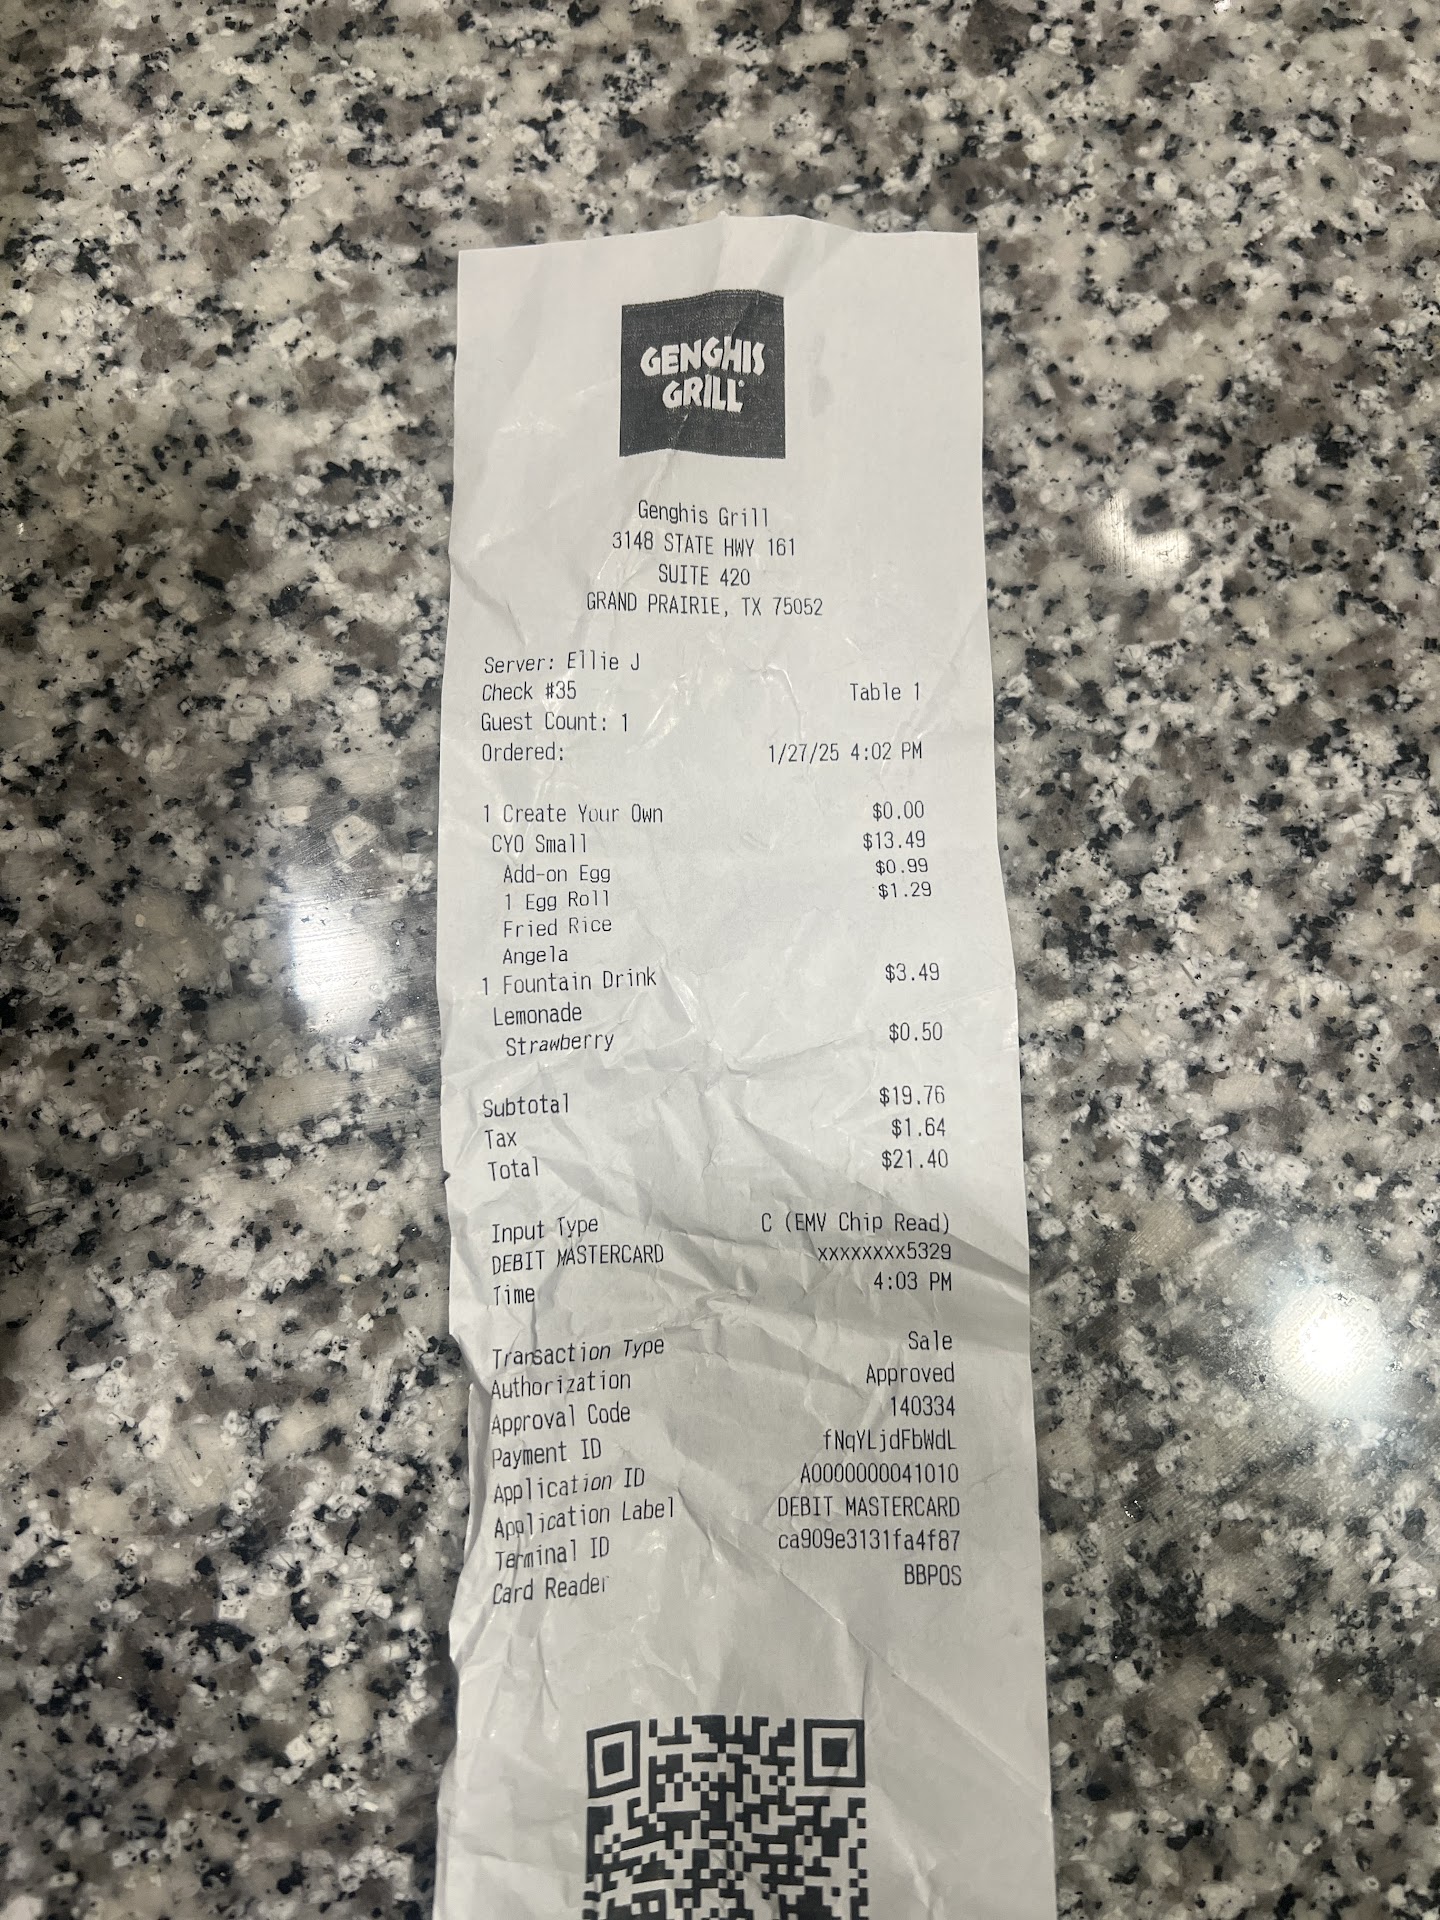 GENGHIS
GRILL
Genghis Grill
3148 STATE HWY 161
SUITE 420
GRAND PRAIRIE, TX 75052
Server: Ellie J
Check #35 Table 1
Guest Count: 1
Ordered: 1/27/25 4:02 PM
1 Create Your Own $0.00
CYO Small $13.49
Add-on Egg $0.99
1 Egg Roll $1.29
Fried Rice
Angela
1 Fountain Drink $3.49
Lemonade
Strawberry $0.50
Subtotal $19.76
Tax $1.64
Total $21.40
Input Type C (EMV Chip Read)
DEBIT MASTERCARD xxxxxxxx5329
Time 4:03 PM
Transaction Type Sale
Authorization Approved
Approval Code 140334
Payment ID fNqYLjdFbWdL
Application ID A0000000041010
Application Label DEBIT MASTERCARD
Terminal ID ca909e3131fa4f87
Card Reader BBPOS